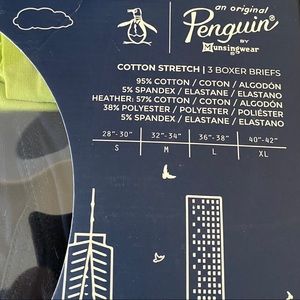 an original
Penguin®
BY
Munsingwear
COTTON STRETCH | 3 BOXER BRIEFS
95% COTTON / COTON / ALGODÓN
5% SPANDEX / ELASTANE / ELASTANO
HEATHER: 57% COTTON / COTON / ALGODÓN
38% POLYESTER / POLYESTER / POLIÉSTER
5% SPANDEX / ELASTANE / ELASTANO
28"-30" 32"-34" 36"-38" 40"-42"
S M L XL